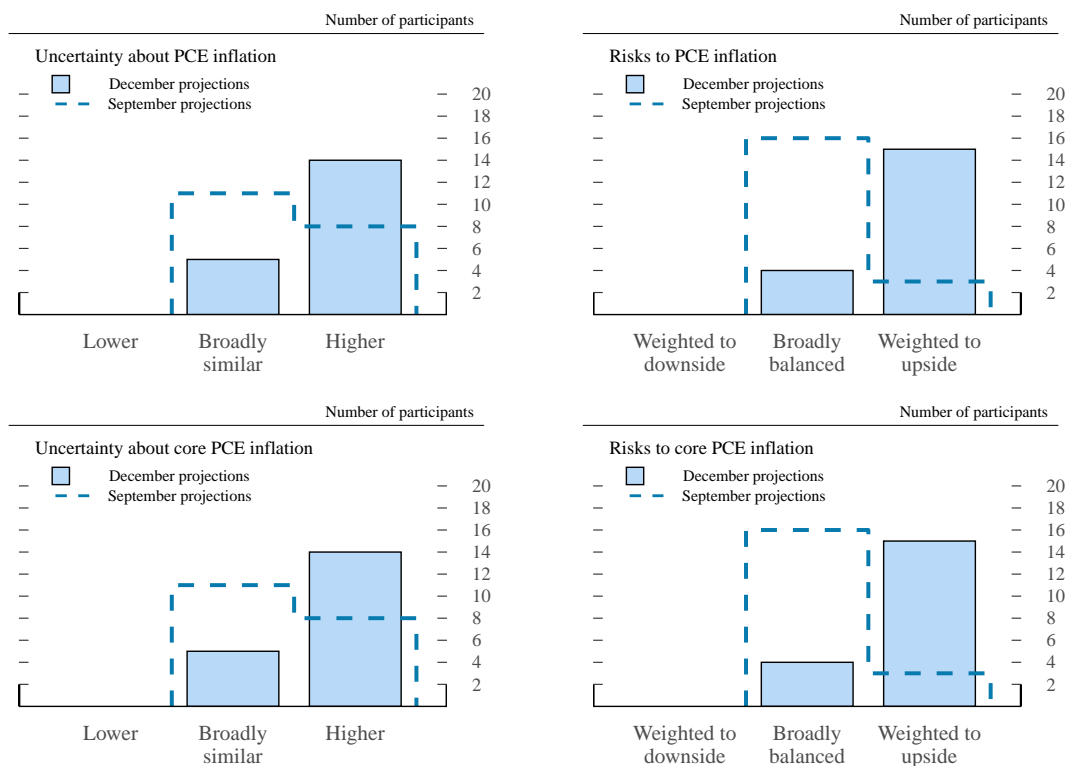 Number of participants
Uncertainty about PCE inflation
December projections
September projections
20
18
16
14
12
10
8
6
4
2
Lower
Broadly
similar
Higher
Number of participants
Risks to PCE inflation
December projections
September projections
20
18
16
14
12
10
8
6
4
2
Weighted to
downside
Broadly
balanced
Weighted to
upside
Number of participants
Uncertainty about core PCE inflation
December projections
September projections
20
18
16
14
12
10
8
6
4
2
Lower
Broadly
similar
Higher
Number of participants
Risks to core PCE inflation
December projections
September projections
20
18
16
14
12
10
8
6
4
2
Weighted to
downside
Broadly
balanced
Weighted to
upside